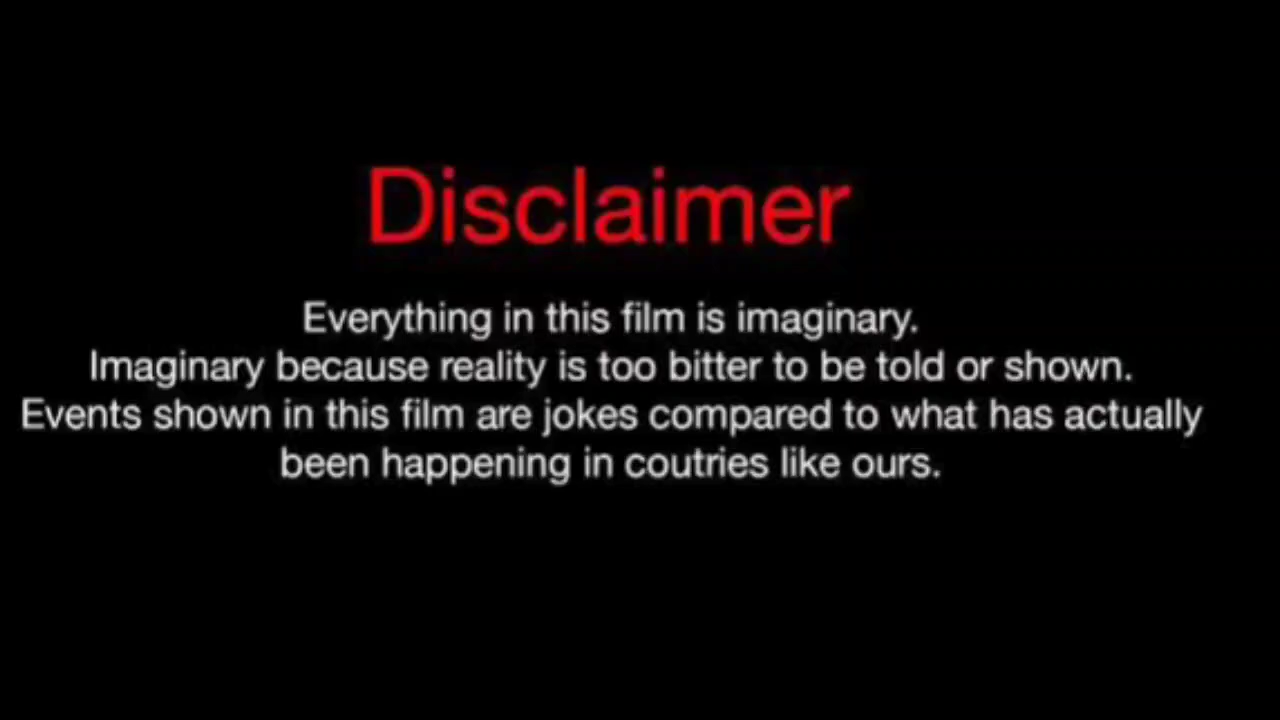 Disclaimer
Everything in this film is imaginary.
Imaginary because reality is too bitter to be told or shown.
Events shown in this film are jokes compared to what has actually
been happening in coutries like ours.